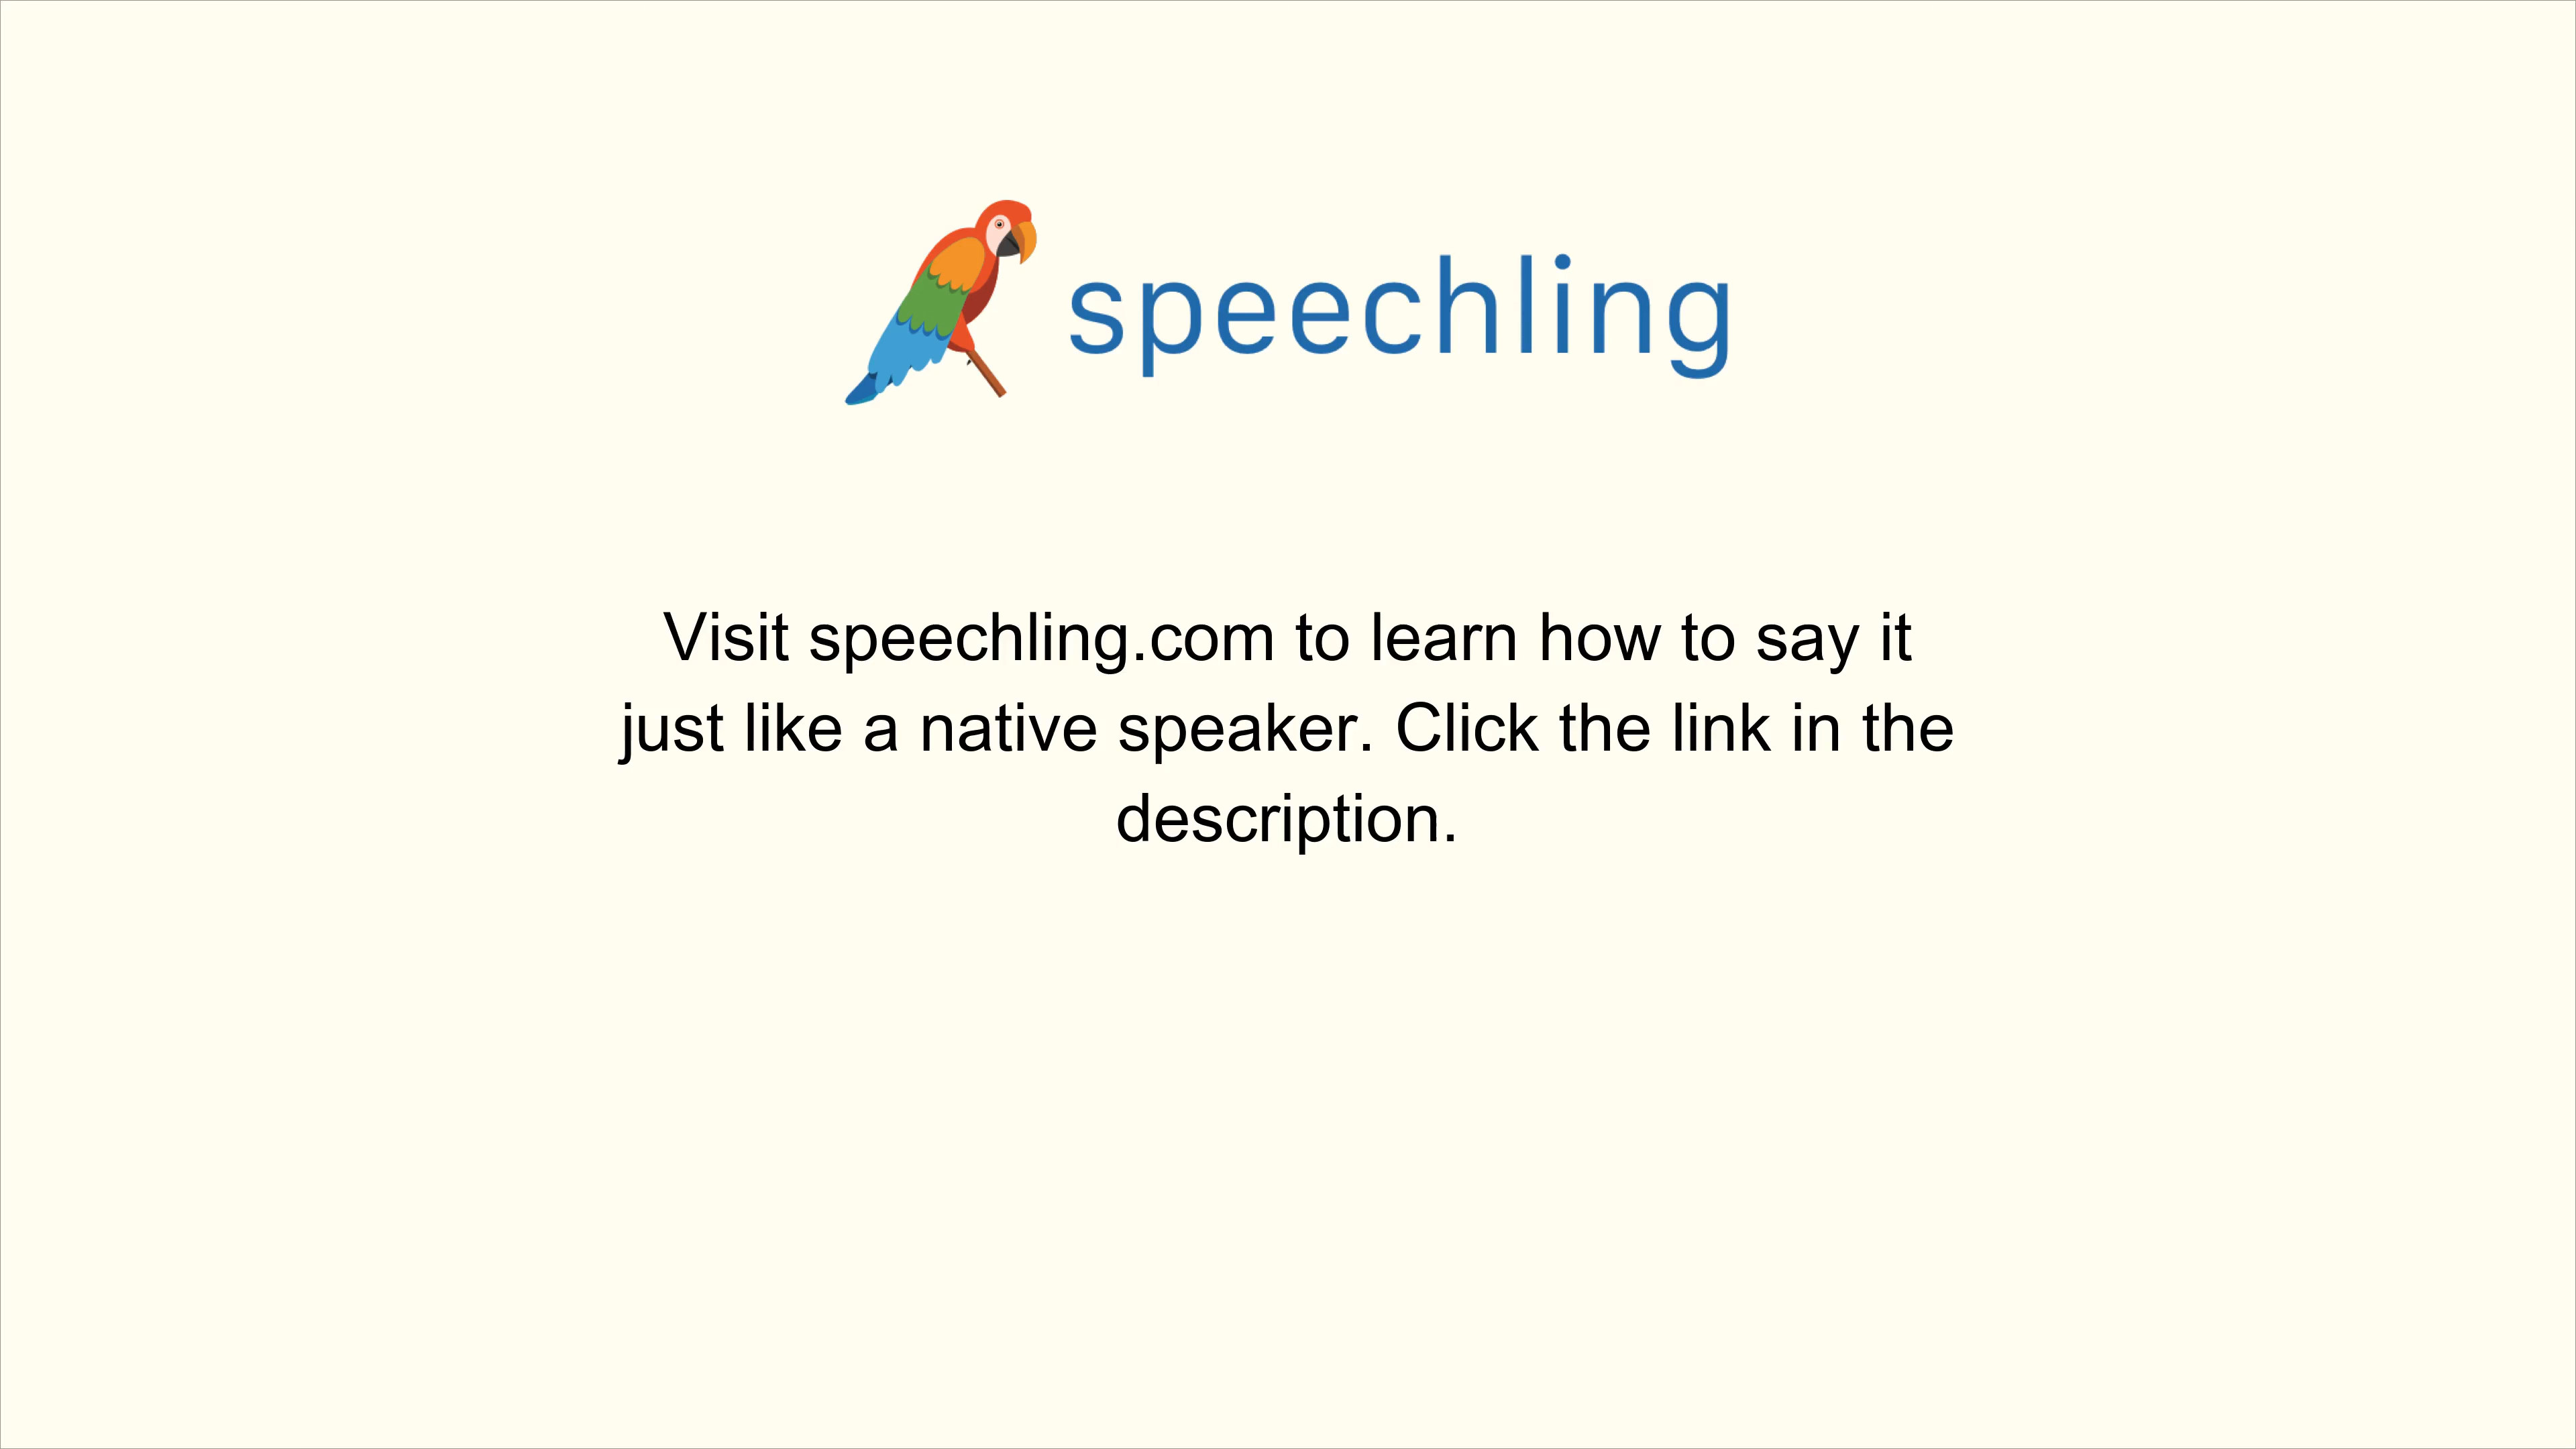 speechling
Visit speechling.com to learn how to say it
just like a native speaker. Click the link in the
description.